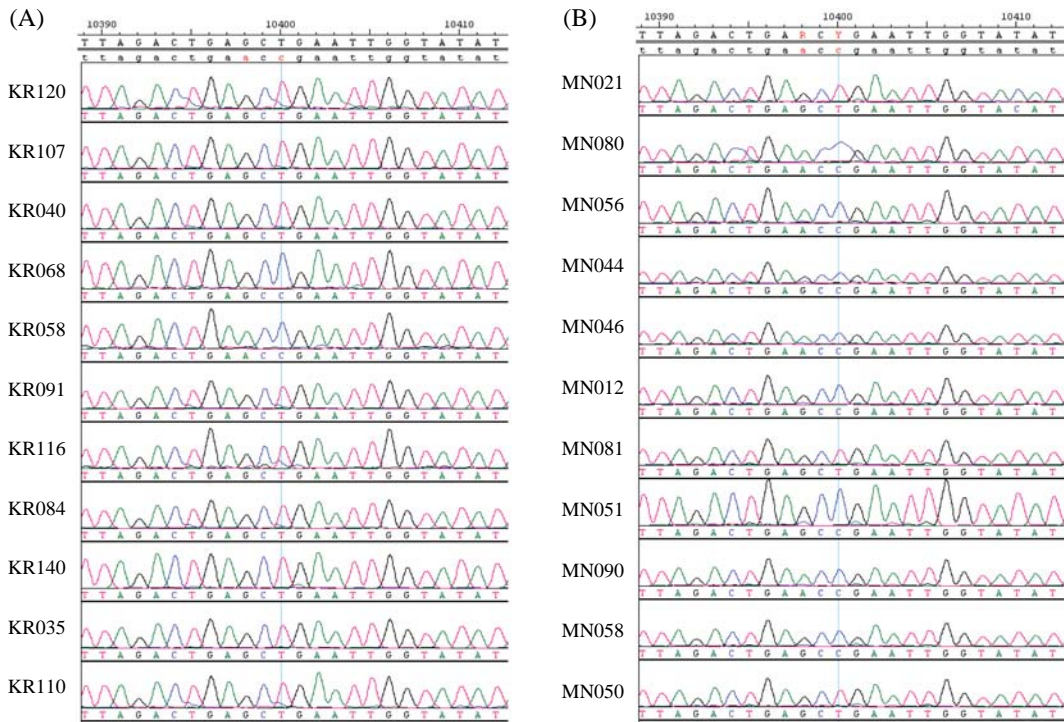 (A)
10390 10400 10410
T T A G A C T G A G C T G A A T T G G T A T A T
t t a g a c t g a a c c g a a t t g g t a t a t
KR120
T T A G A C T G A G C T G A A T T G G T A T A T
KR107
T T A G A C T G A G C T G A A T T G G T A T A T
KR040
T T A G A C T G A G C T G A A T T G G T A T A T
KR068
T T A G A C T G A G C C G A A T T G G T A T A T
KR058
T T A G A C T G A A C C G A A T T G G T A T A T
KR091
T T A G A C T G A G C T G A A T T G G T A T A T
KR116
T T A G A C T G A G C T G A A T T G G T A T A T
KR084
T T A G A C T G A G C T G A A T T G G T A T A T
KR140
T T A G A C T G A G C T G A A T T G G T A T A T
KR035
T T A G A C T G A G C T G A A T T G G T A T A T
KR110
T T A G A C T G A G C T G A A T T G G T A T A T
(B)
10390 10400 10410
T T A G A C T G A R C Y G A A T T G G T A T A T
t t a g a c t g a a c c g a a t t g g t a t a t
MN021
T T A G A C T G A G C T G A A T T G G T A C A T
MN080
T T A G A C T G A A C C G A A T T G G T A T A T
MN056
T T A G A C T G A A C C G A A T T G G T A T A T
MN044
T T A G A C T G A G C C G A A T T G G T A T A T
MN046
T T A G A C T G A A C C G A A T T G G T A T A T
MN012
T T A G A C T G A G C C G A A T T G G T A T A T
MN081
T T A G A C T G A G C T G A A T T G G T A T A T
MN051
T T A G A C T G A G C C G A A T T G G T A T A T
MN090
T T A G A C T G A A C C G A A T T G G T A T A T
MN058
T T A G A C T G A G C C G A A T T G G T A T A T
MN050
T T A G A C T G A G C T G A A T T G G T A T A T